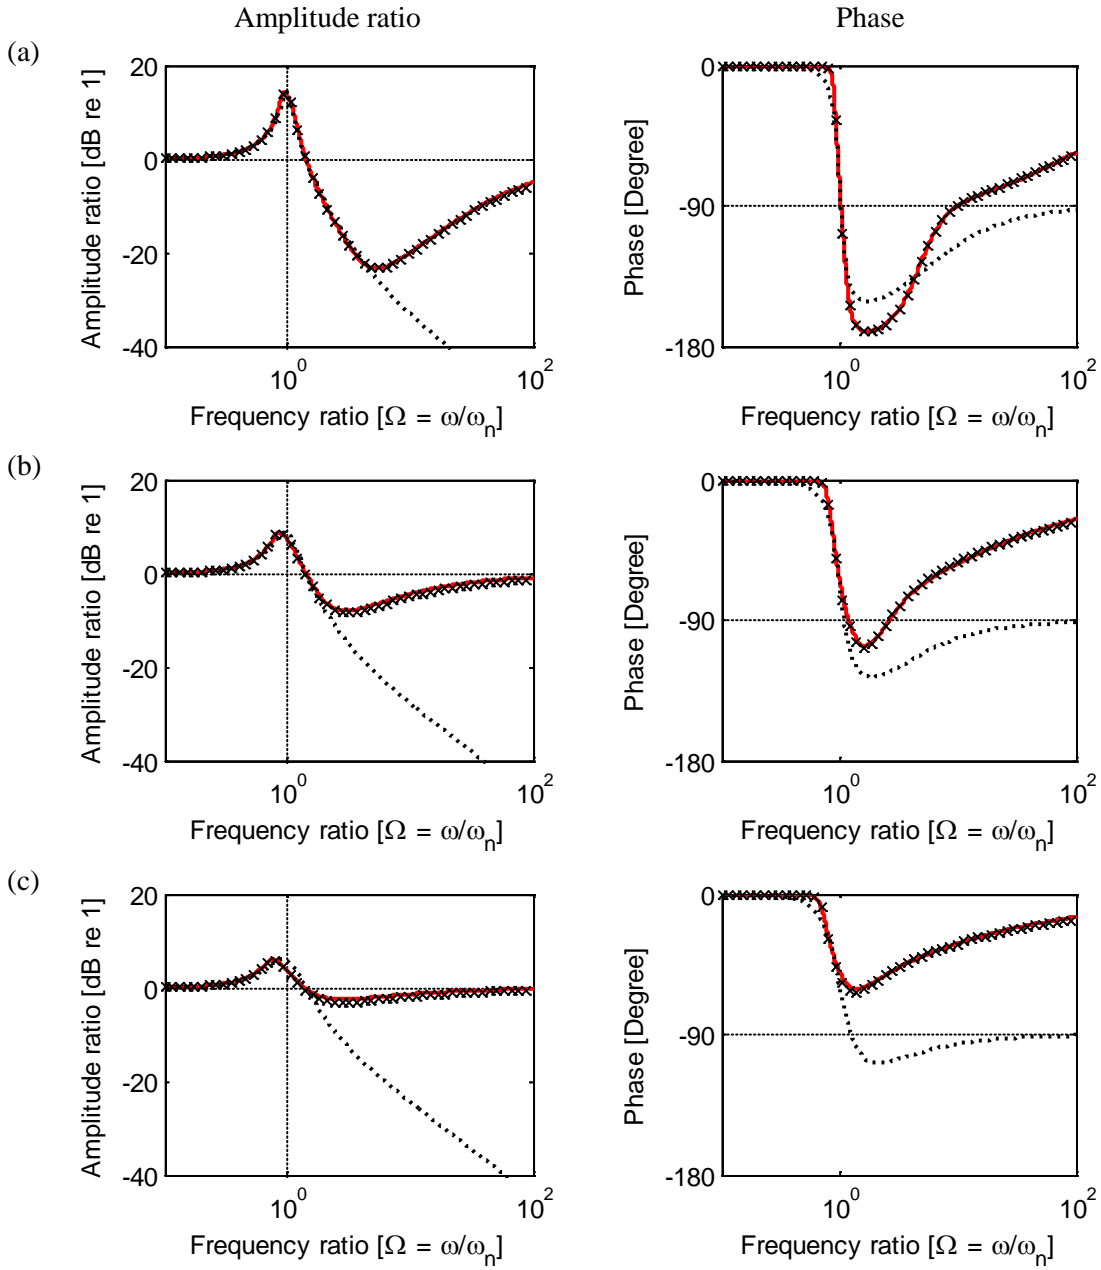 Amplitude ratio Phase
(a)
20
0
-20
-40
Amplitude ratio [dB re 1]
10^0 10^2
Frequency ratio [Ω = ω/ω_n]
0
-90
-180
Phase [Degree]
10^0 10^2
Frequency ratio [Ω = ω/ω_n]
(b)
20
0
-20
-40
Amplitude ratio [dB re 1]
10^0 10^2
Frequency ratio [Ω = ω/ω_n]
0
-90
-180
Phase [Degree]
10^0 10^2
Frequency ratio [Ω = ω/ω_n]
(c)
20
0
-20
-40
Amplitude ratio [dB re 1]
10^0 10^2
Frequency ratio [Ω = ω/ω_n]
0
-90
-180
Phase [Degree]
10^0 10^2
Frequency ratio [Ω = ω/ω_n]